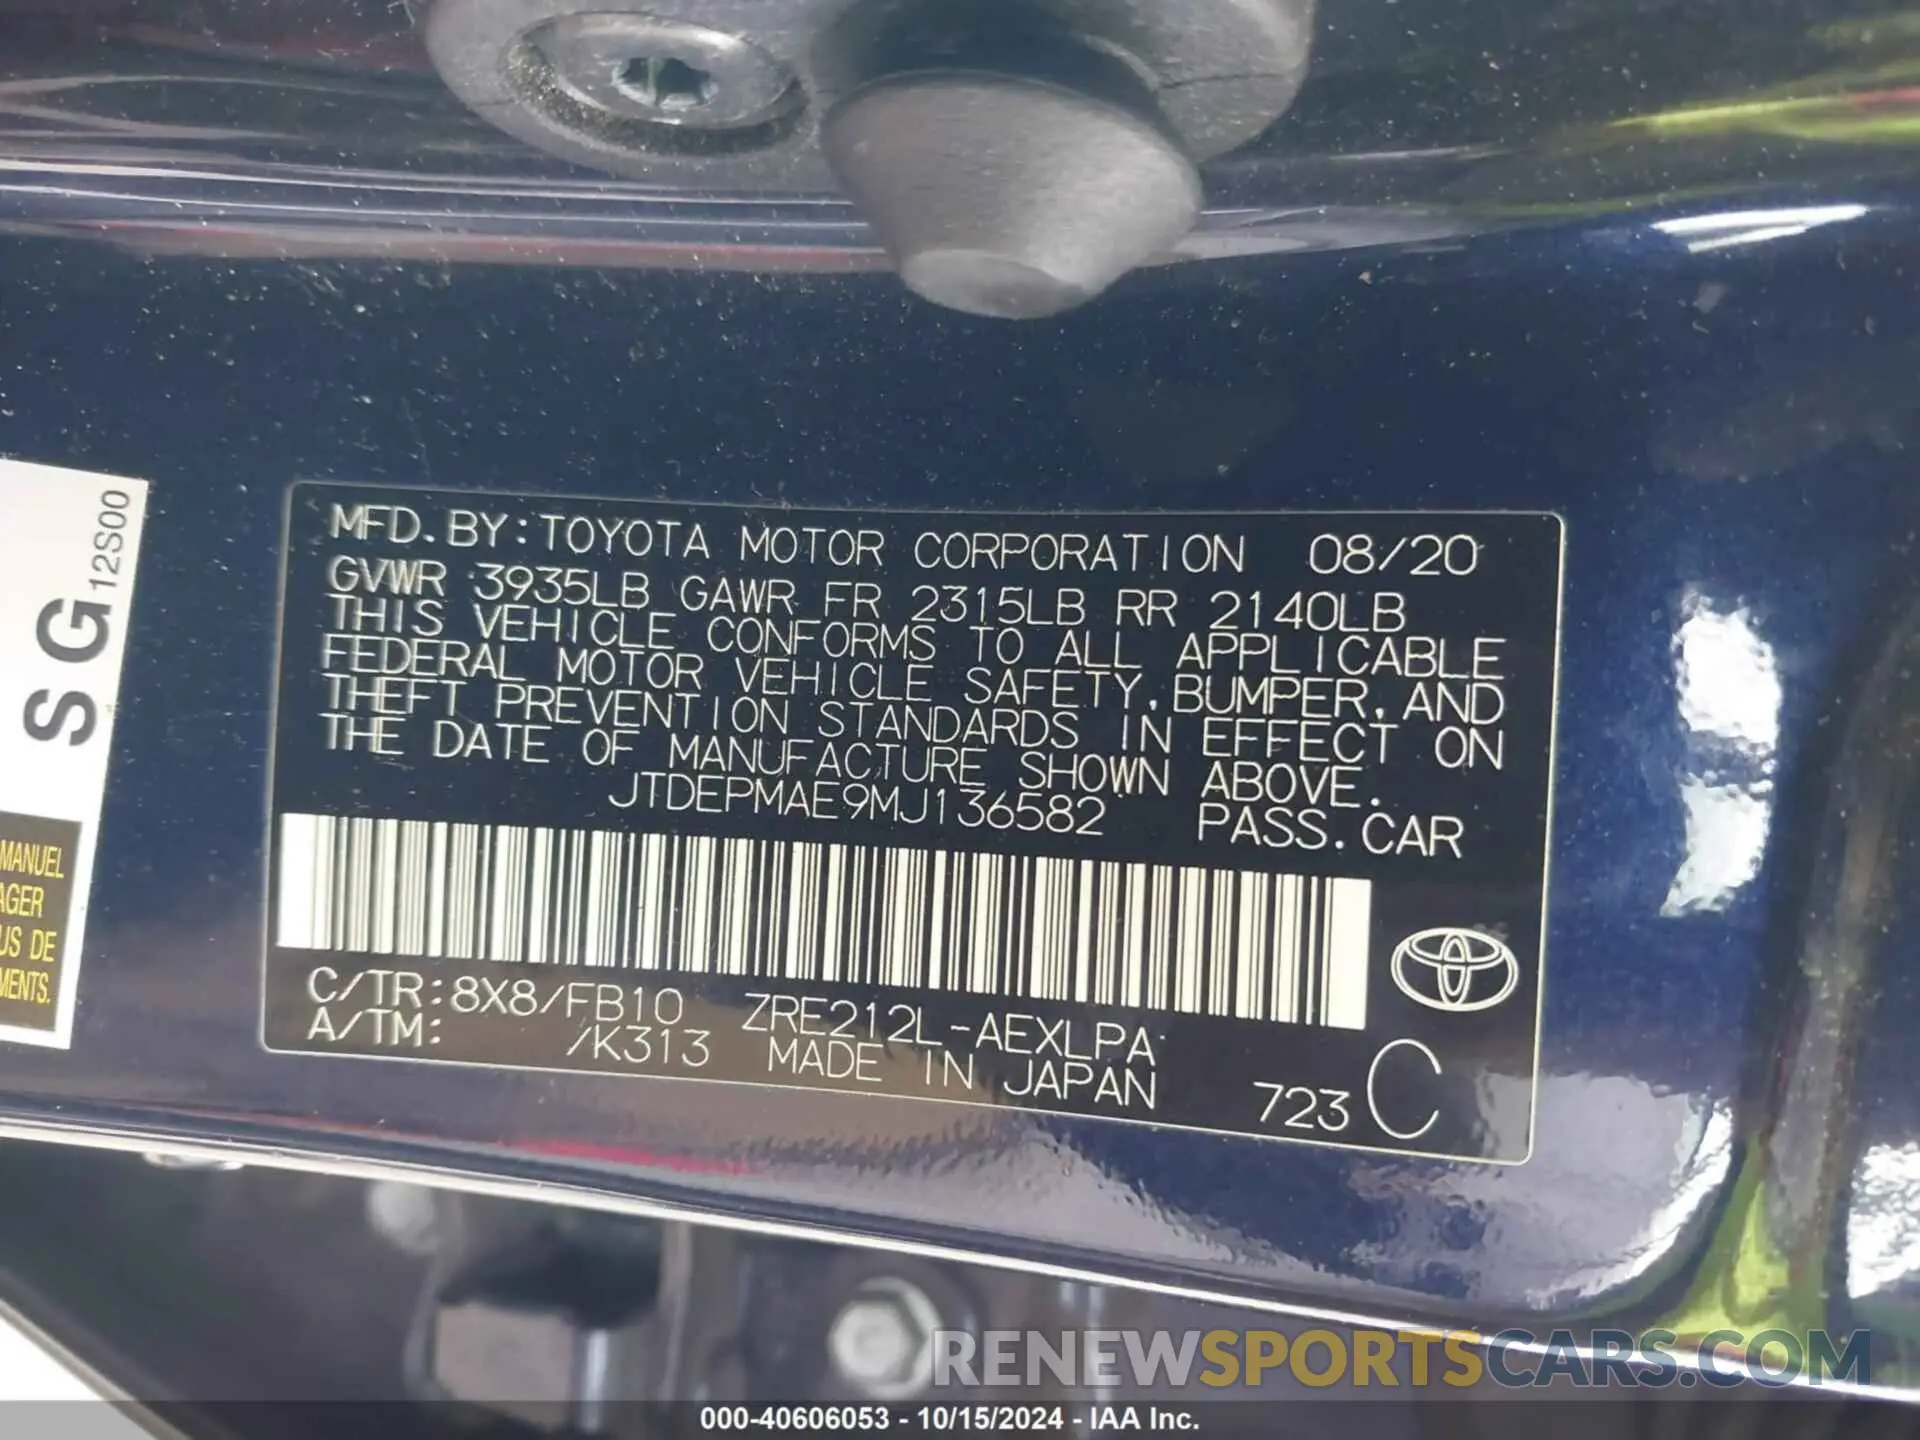 MFD. BY: TOYOTA MOTOR CORPORATION 08/20
GVWR 3935LB GAWR FR 2315LB RR 2140LB
THIS VEHICLE CONFORMS TO ALL APPLICABLE
FEDERAL MOTOR VEHICLE SAFETY, BUMPER, AND
THEFT PREVENTION STANDARDS IN EFFECT ON
THE DATE OF MANUFACTURE SHOWN ABOVE.
JTDEPMAE9MJ136582 PASS. CAR
C/TR: 8X8/FB10 ZRE212L-AEXLPA
A/TM: /K313 MADE IN JAPAN
723 C
SG 12S00
MANUEL
AGER
US DE
MENTS.
RENEWSPORTSCARS.COM
000-40606053 - 10/15/2024 - IAA Inc.